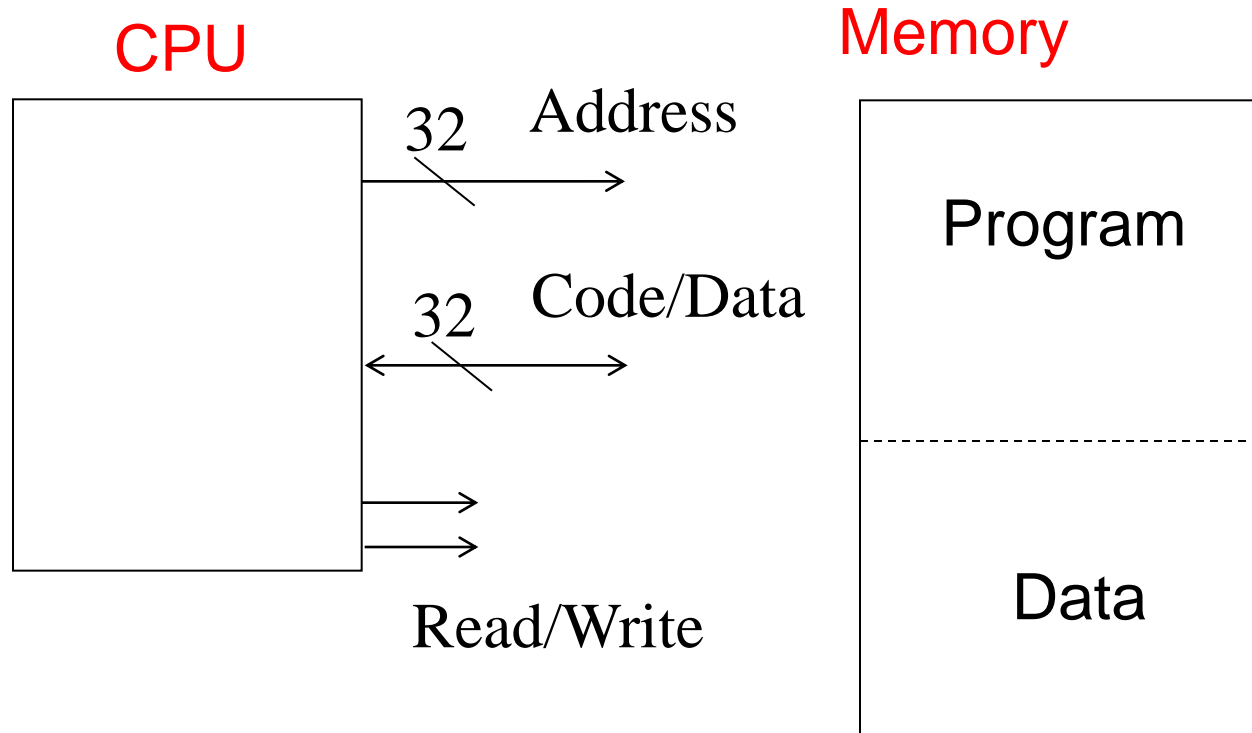 CPU
Memory
32
Address
Program
32
Code/Data
Data
Read/Write